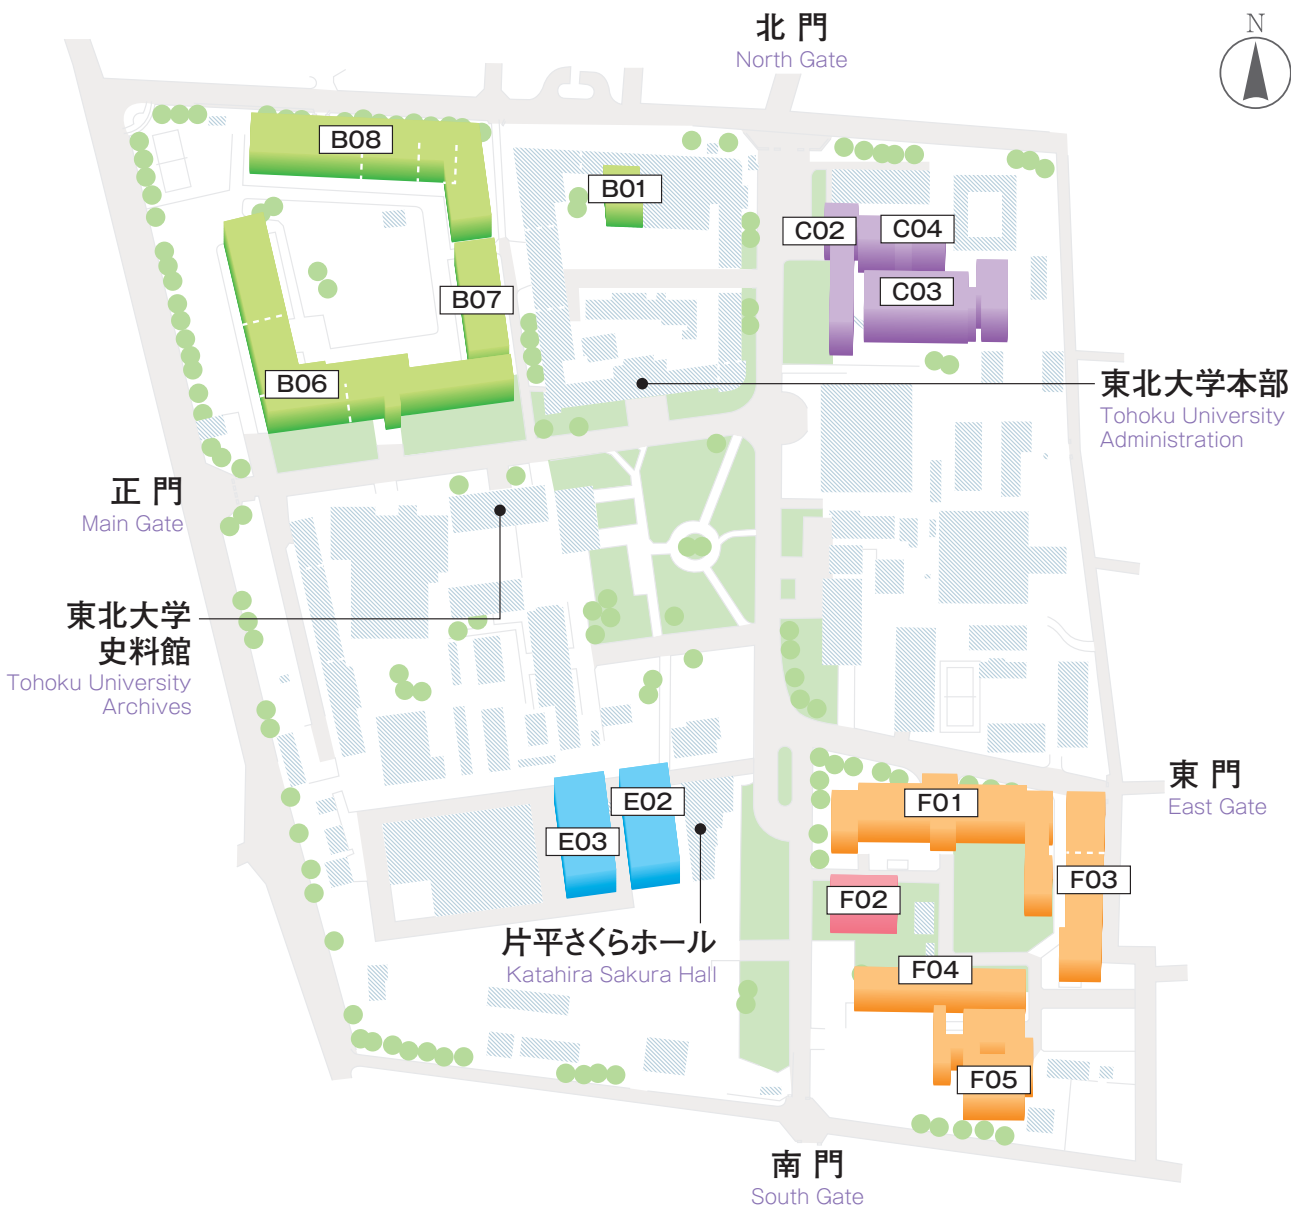 北門
North Gate
N
B08
B01
C02
C04
B07
C03
B06
東北大学本部
Tohoku University
Administration
正門
Main Gate
東北大学
史料館
Tohoku University
Archives
東門
East Gate
E02
E03
F01
F03
F02
片平さくらホール
Katahira Sakura Hall
F04
F05
南門
South Gate